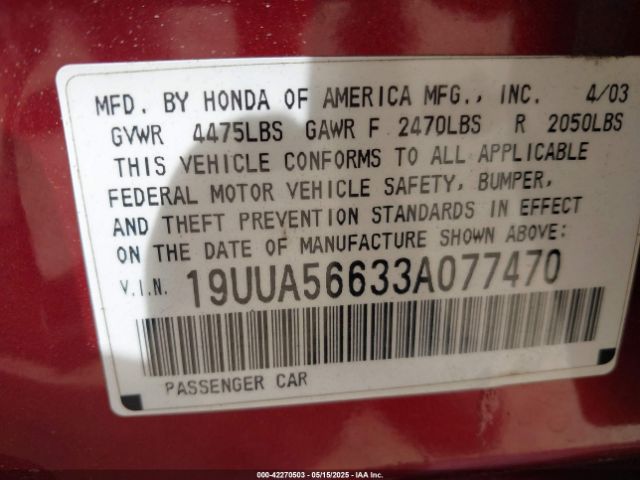 MFD. BY HONDA OF AMERICA MFG., INC. 4/03
GVWR 4475LBS GAWR F 2470LBS R 2050LBS
THIS VEHICLE CONFORMS TO ALL APPLICABLE
FEDERAL MOTOR VEHICLE SAFETY, BUMPER,
AND THEFT PREVENTION STANDARDS IN EFFECT
ON THE DATE OF MANUFACTURE SHOWN ABOVE:
V.I.N. 19UUA56633A077470
PASSENGER CAR
000-42270503 - 05/15/2025 - IAA Inc.